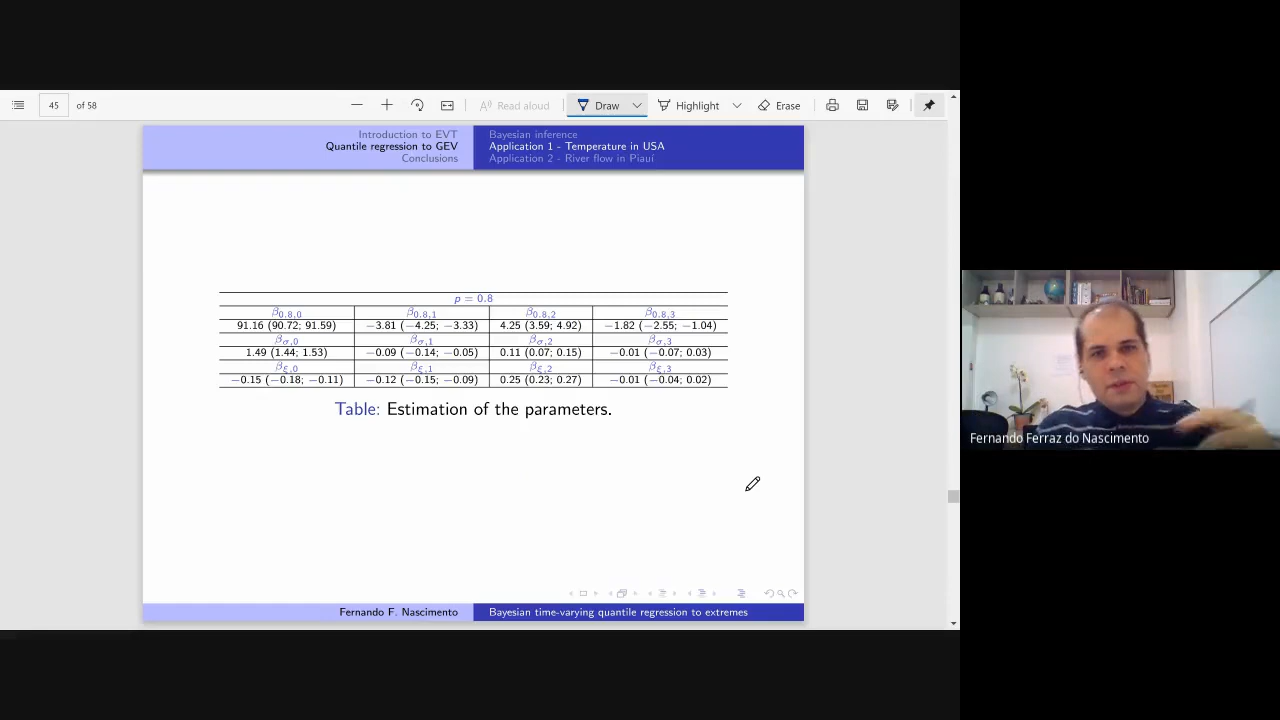 45 of 58 Read aloud Draw Highlight Erase
Introduction to EVT
Quantile regression to GEV
Conclusions
Bayesian inference
Application 1 - Temperature in USA
Application 2 - River flow in Piauí
p = 0.8
β0.8,0 β0.8,1 β0.8,2 β0.8,3
91.16 (90.72; 91.59) −3.81 (−4.25; −3.33) 4.25 (3.59; 4.92) −1.82 (−2.55; −1.04)
βσ,0 βσ,1 βσ,2 βσ,3
1.49 (1.44; 1.53) −0.09 (−0.14; −0.05) 0.11 (0.07; 0.15) −0.01 (−0.07; 0.03)
βξ,0 βξ,1 βξ,2 βξ,3
−0.15 (−0.18; −0.11) −0.12 (−0.15; −0.09) 0.25 (0.23; 0.27) −0.01 (−0.04; 0.02)
Table: Estimation of the parameters.
Fernando F. Nascimento Bayesian time-varying quantile regression to extremes
Fernando Ferraz do Nascimento